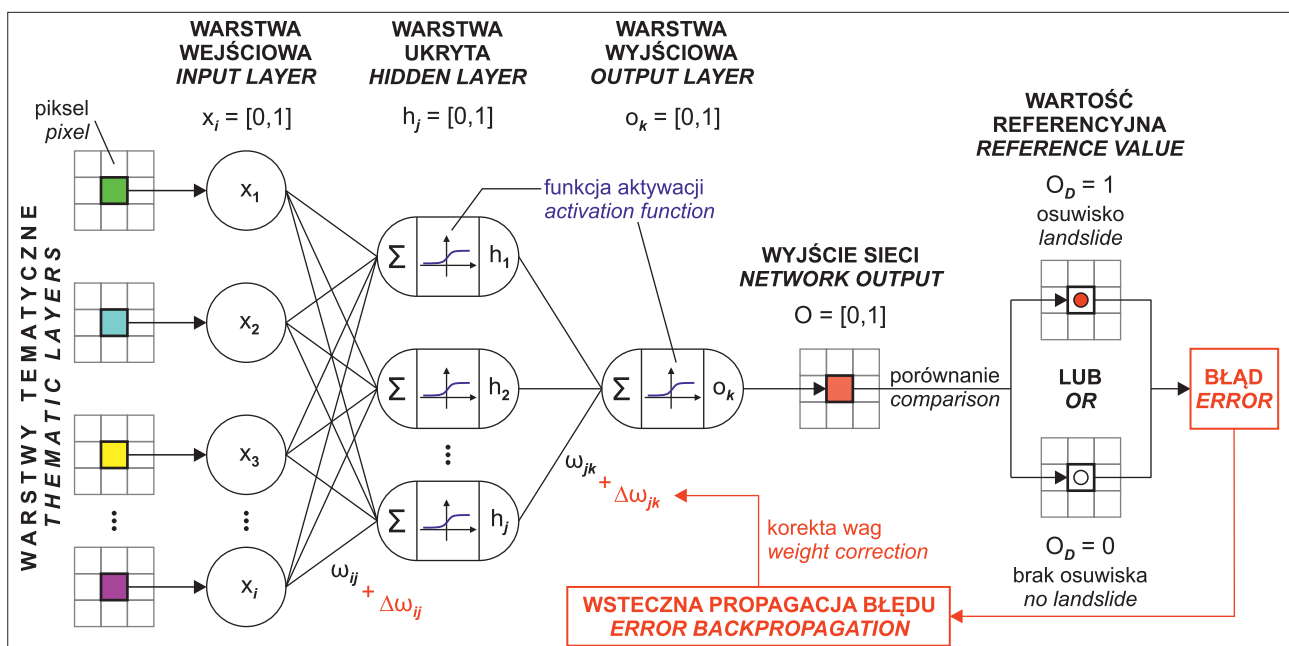 WARSTWY TEMATYCZNE
THEMATIC LAYERS
piksel
pixel
WARSTWA
WEJŚCIOWA
INPUT LAYER
xᵢ = [0,1]
x₁
x₂
x₃
...
...
xᵢ
WARSTWA
UKRYTA
HIDDEN LAYER
hⱼ = [0,1]
Σ h₁
Σ h₂
...
Σ hⱼ
ωij + Δωij
WARSTWA
WYJŚCIOWA
OUTPUT LAYER
oₖ = [0,1]
funkcja aktywacji
activation function
Σ oₖ
ωjk + Δωjk
WYJŚCIE SIECI
NETWORK OUTPUT
O = [0,1]
porównanie
comparison
WARTOŚĆ
REFERENCYJNA
REFERENCE VALUE
O_D = 1
osuwisko
landslide
LUB
OR
O_D = 0
brak osuwiska
no landslide
BŁĄD
ERROR
korekta wag
weight correction
WSTECZNA PROPAGACJA BŁĘDU
ERROR BACKPROPAGATION